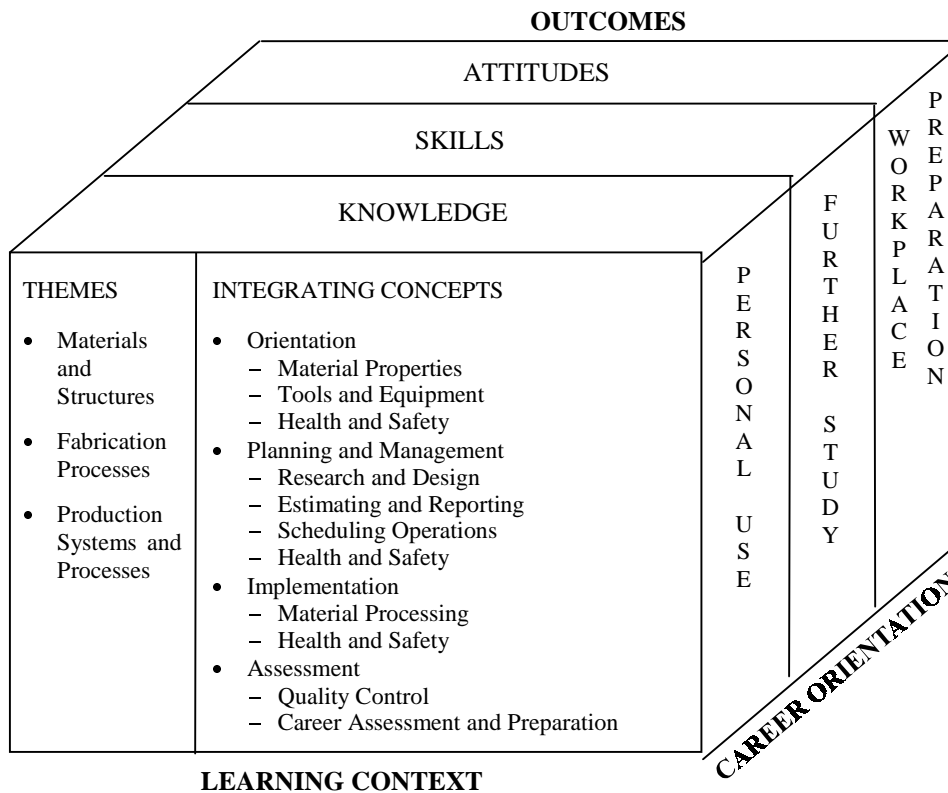 OUTCOMES
ATTITUDES
SKILLS
KNOWLEDGE
THEMES
• Materials
and
Structures
• Fabrication
Processes
• Production
Systems and
Processes
INTEGRATING CONCEPTS
• Orientation
– Material Properties
– Tools and Equipment
– Health and Safety
• Planning and Management
– Research and Design
– Estimating and Reporting
– Scheduling Operations
– Health and Safety
• Implementation
– Material Processing
– Health and Safety
• Assessment
– Quality Control
– Career Assessment and Preparation
PERSONAL USE
FURTHER STUDY
WORKPLACE
PREPARATION
CAREER ORIENTATION
LEARNING CONTEXT